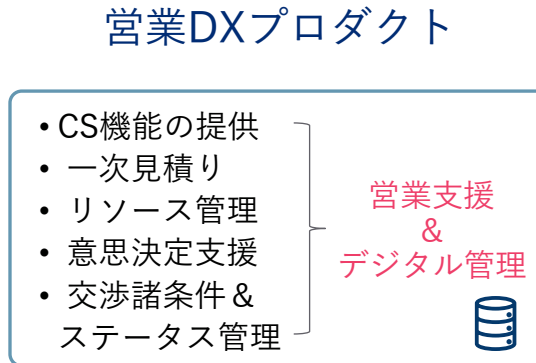 営業DXプロダクト
• CS機能の提供
• 一次見積り
• リソース管理
• 意思決定支援
• 交渉諸条件＆
ステータス管理
営業支援
&
デジタル管理